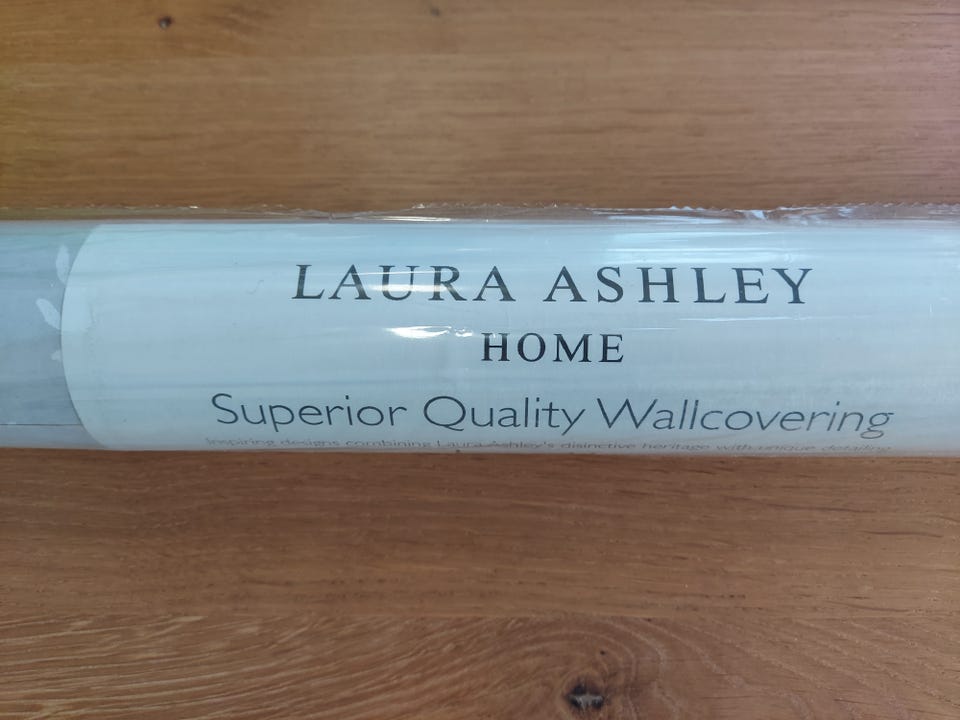 LAURA ASHLEY
HOME
Superior Quality Wallcovering
Inspiring designs combining Laura Ashley's distinctive heritage with unique detailing